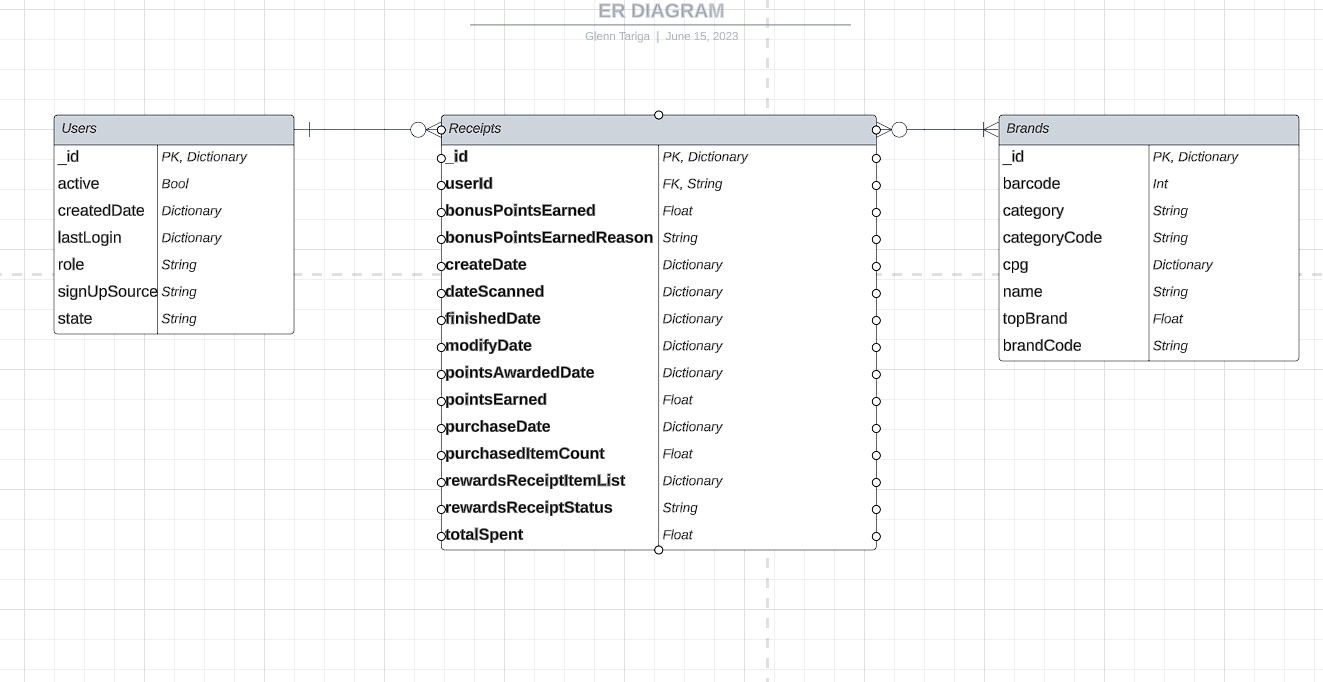 ER DIAGRAM
Glenn Tariga | June 15, 2023
Users
_id PK, Dictionary
active Bool
createdDate Dictionary
lastLogin Dictionary
role String
signUpSource String
state String
Receipts
_id PK, Dictionary
userId FK, String
bonusPointsEarned Float
bonusPointsEarnedReason String
createDate Dictionary
dateScanned Dictionary
finishedDate Dictionary
modifyDate Dictionary
pointsAwardedDate Dictionary
pointsEarned Float
purchaseDate Dictionary
purchasedItemCount Float
rewardsReceiptItemList Dictionary
rewardsReceiptStatus String
totalSpent Float
Brands
_id PK, Dictionary
barcode Int
category String
categoryCode String
cpg Dictionary
name String
topBrand Float
brandCode String